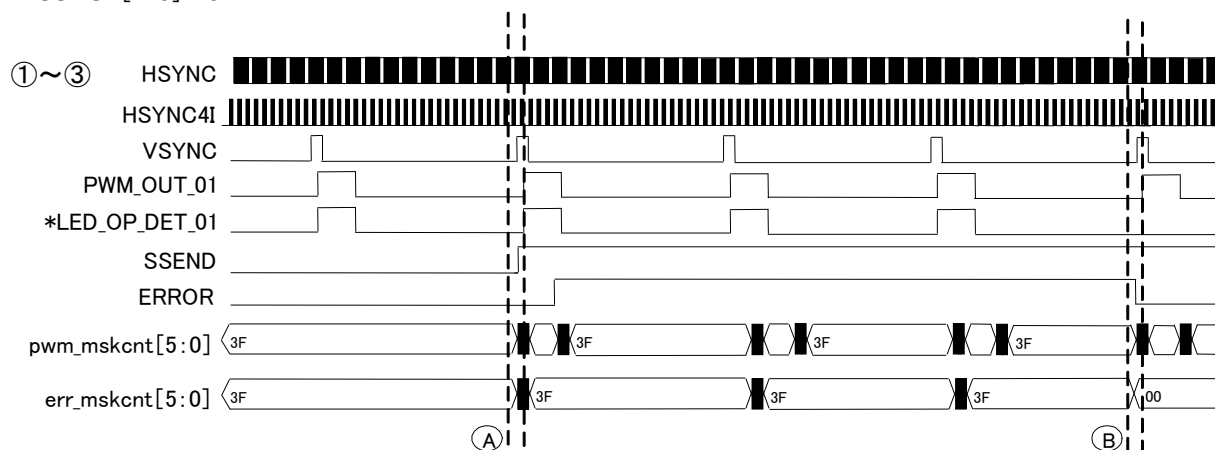 ①～③ HSYNC
HSYNC4I
VSYNC
PWM_OUT_01
*LED_OP_DET_01
SSEND
ERROR
pwm_mskcnt[5:0] 3F 3F 3F 3F
err_mskcnt[5:0] 3F 3F 3F 3F 00
A B